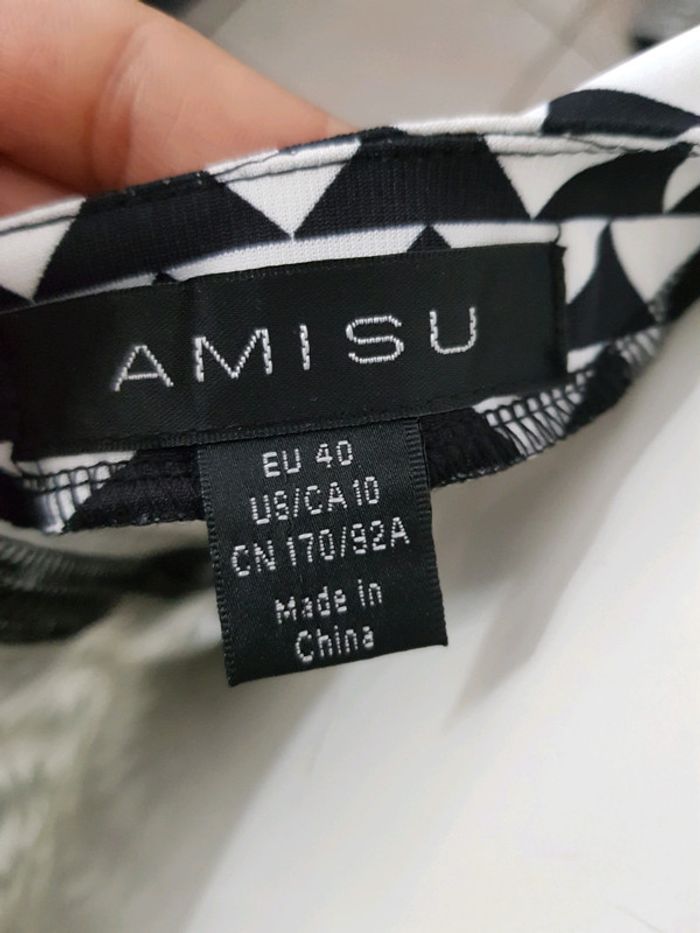 AMISU
EU 40
US/CA 10
CN 170/92A
Made in
China